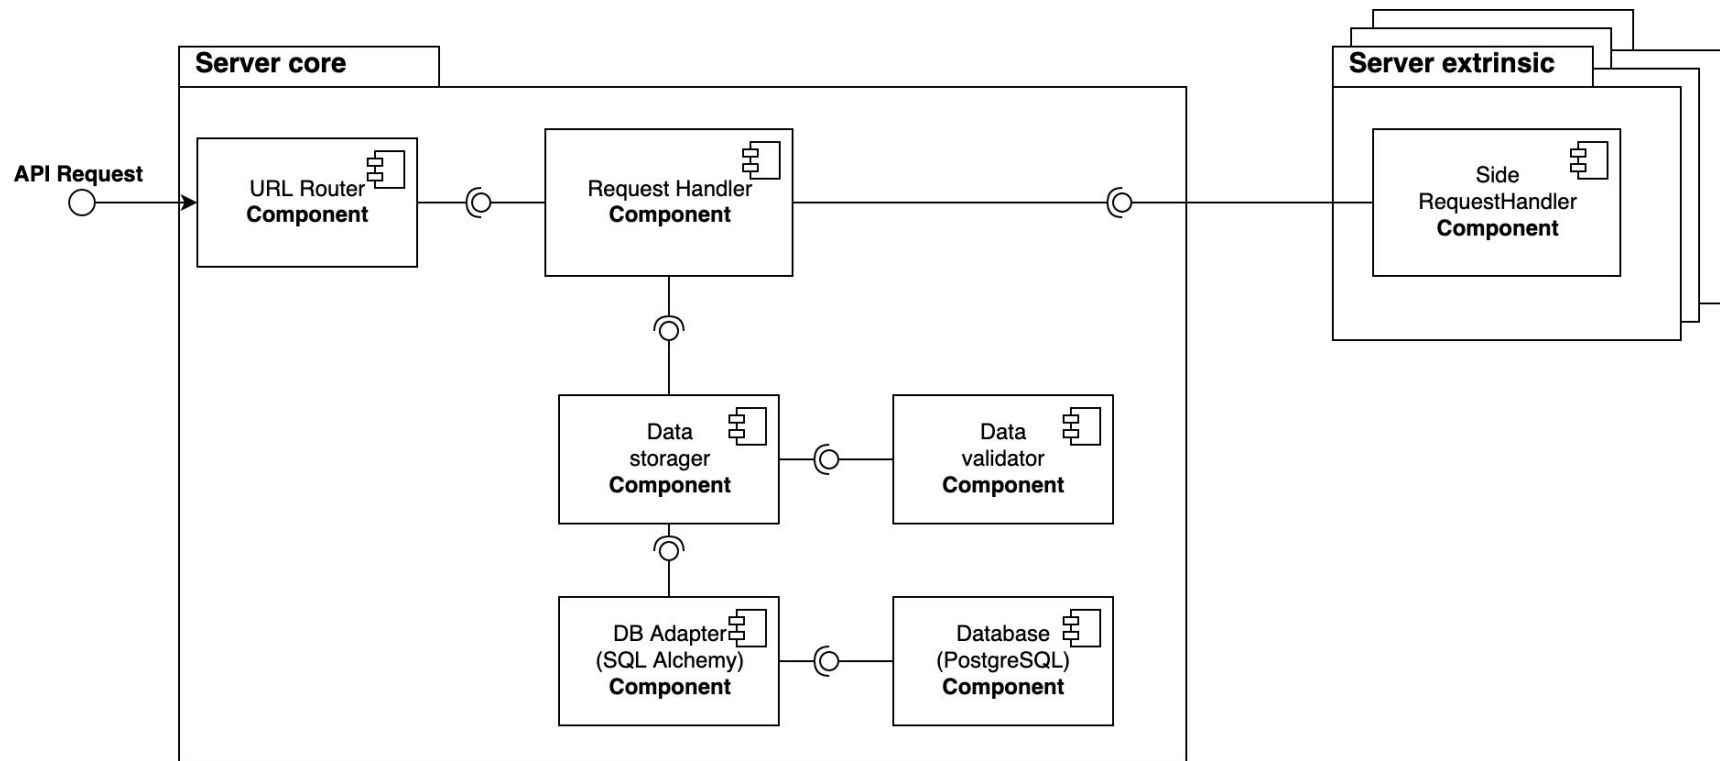 Server core
Server extrinsic
API Request
URL Router
Component
Request Handler
Component
Side
RequestHandler
Component
Data
storager
Component
Data
validator
Component
DB Adapter
(SQL Alchemy)
Component
Database
(PostgreSQL)
Component